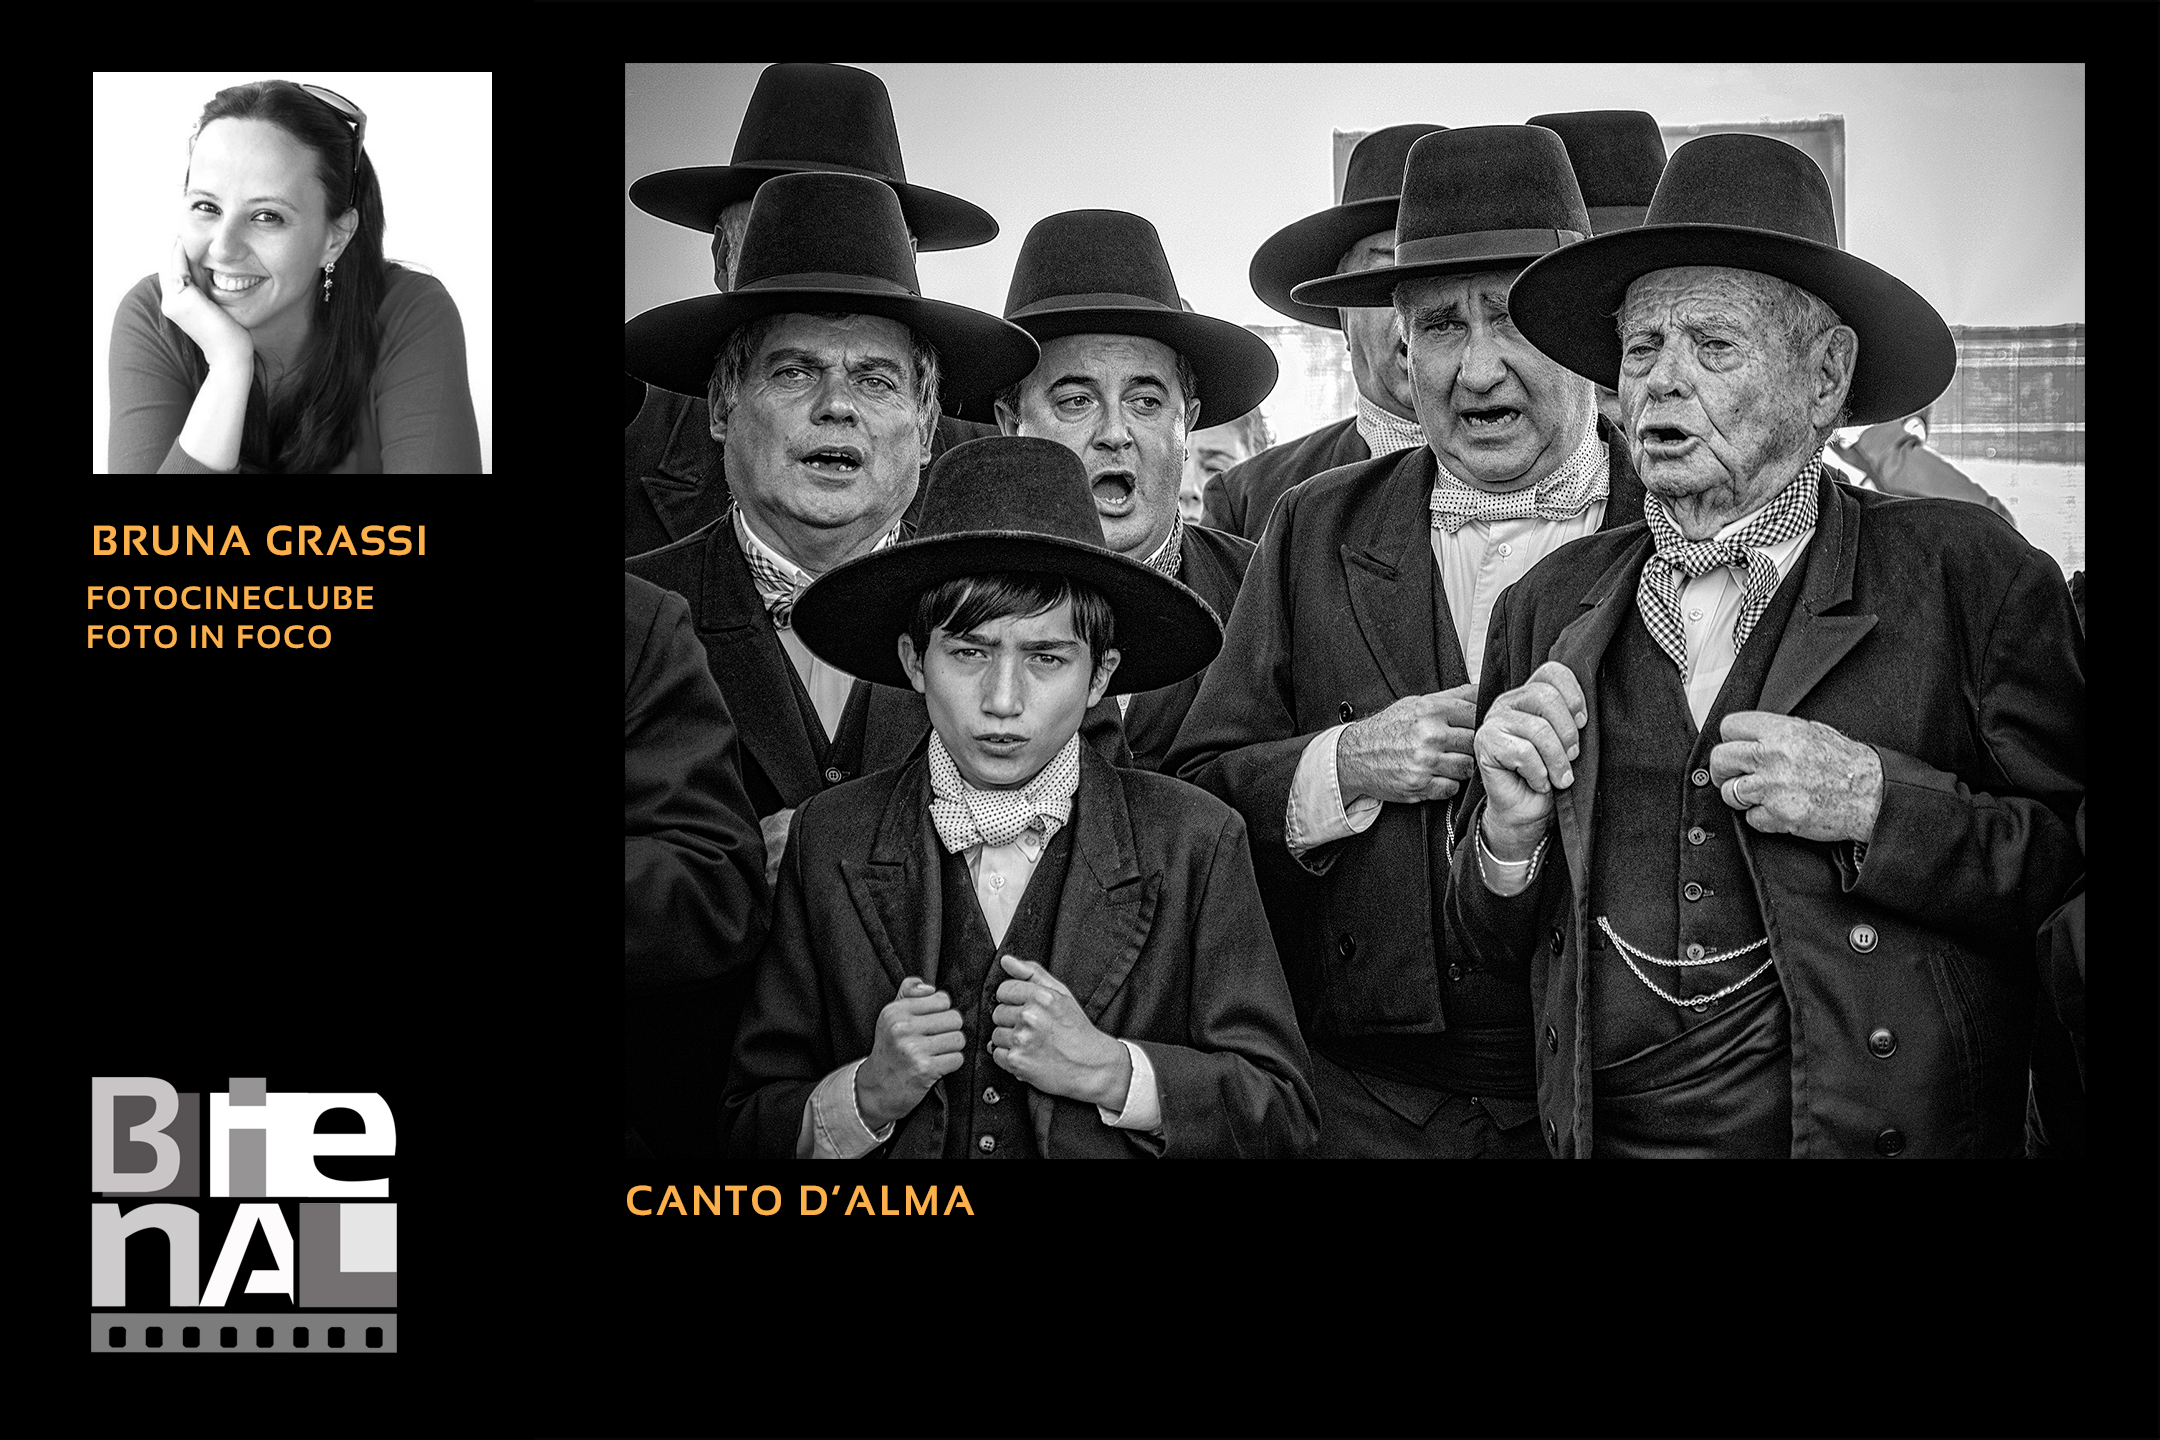 BRUNA GRASSI
FOTOCINECLUBE
FOTO IN FOCO
CANTO D'ALMA
Bienal